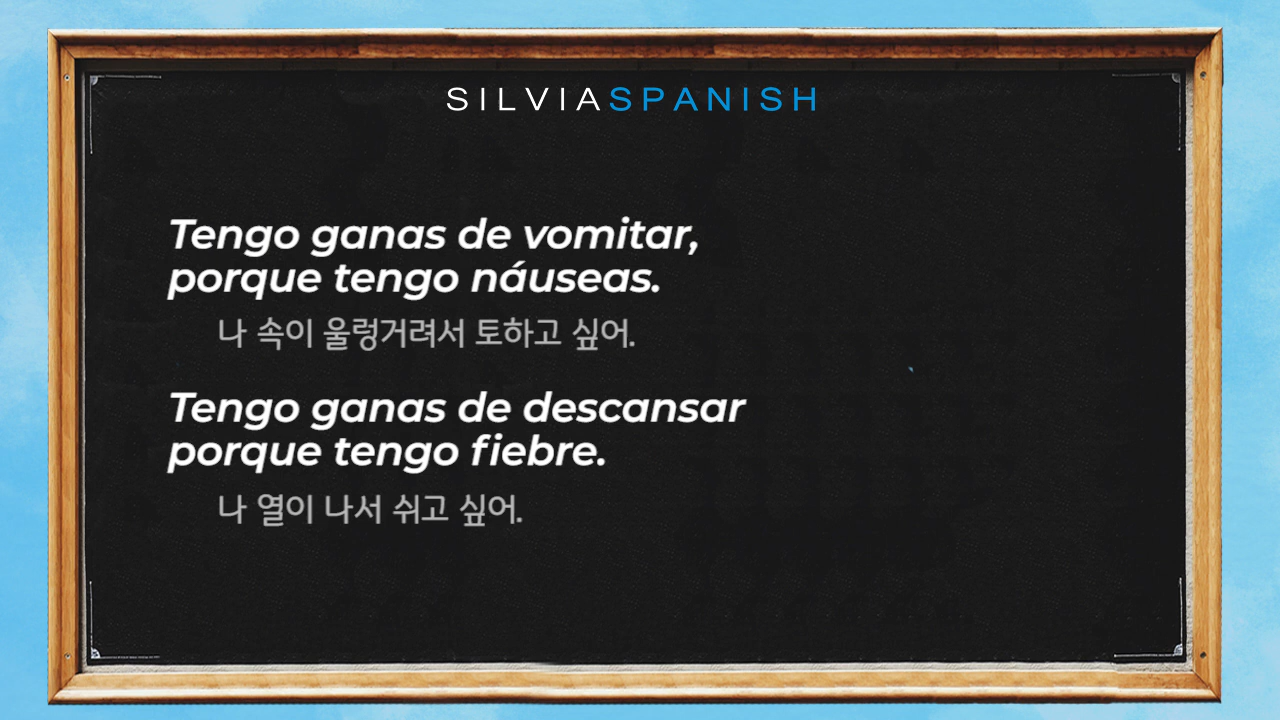 SILVIASPANISH
Tengo ganas de vomitar,
porque tengo náuseas.
나 속이 울렁거려서 토하고 싶어.
Tengo ganas de descansar
porque tengo fiebre.
나 열이 나서 쉬고 싶어.